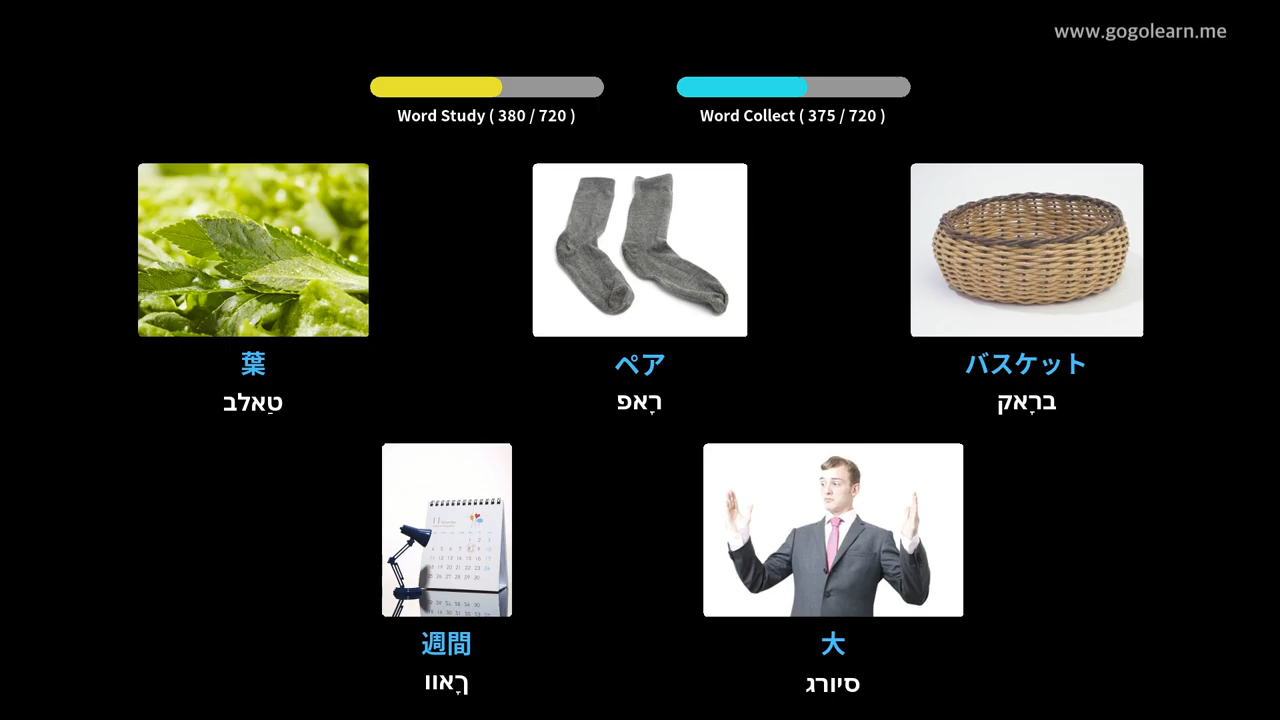 www.gogolearn.me
Word Study ( 380 / 720 )
Word Collect ( 375 / 720 )
葉
טַאלב
ペア
רָאפ
バスケット
ברָאק
週間
ךָאוו
大
סיורג